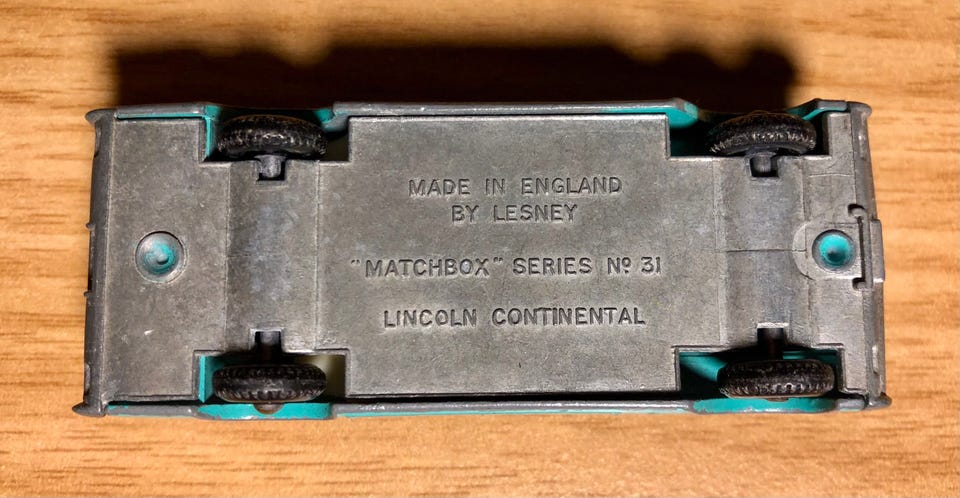 MADE IN ENGLAND
BY LESNEY
"MATCHBOX" SERIES Nº 31
LINCOLN CONTINENTAL